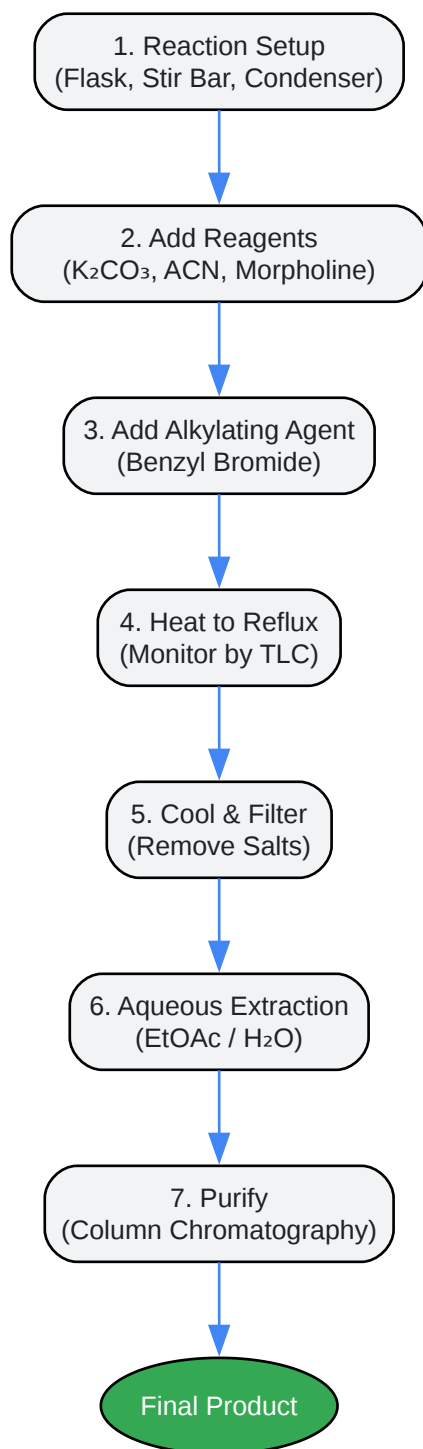 1. Reaction Setup
(Flask, Stir Bar, Condenser)
2. Add Reagents
(K₂CO₃, ACN, Morpholine)
3. Add Alkylating Agent
(Benzyl Bromide)
4. Heat to Reflux
(Monitor by TLC)
5. Cool & Filter
(Remove Salts)
6. Aqueous Extraction
(EtOAc / H₂O)
7. Purify
(Column Chromatography)
Final Product